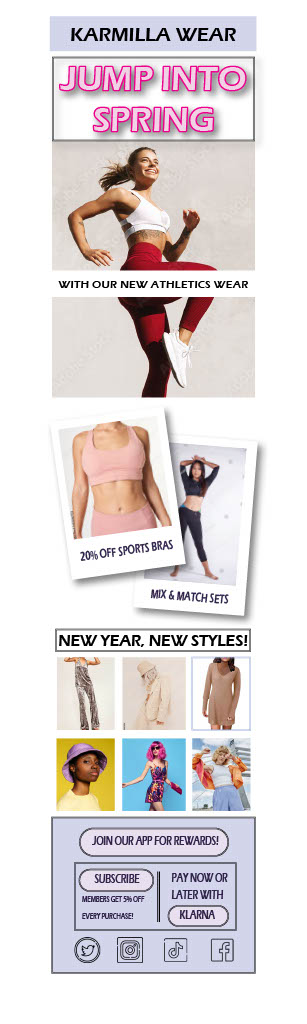 KARMILLA WEAR
JUMP INTO
SPRING
WITH OUR NEW ATHLETICS WEAR
20% OFF SPORTS BRAS
MIX & MATCH SETS
NEW YEAR, NEW STYLES!
JOIN OUR APP FOR REWARDS!
SUBSCRIBE
MEMBERS GET 5% OFF
EVERY PURCHASE!
PAY NOW OR
LATER WITH
KLARNA